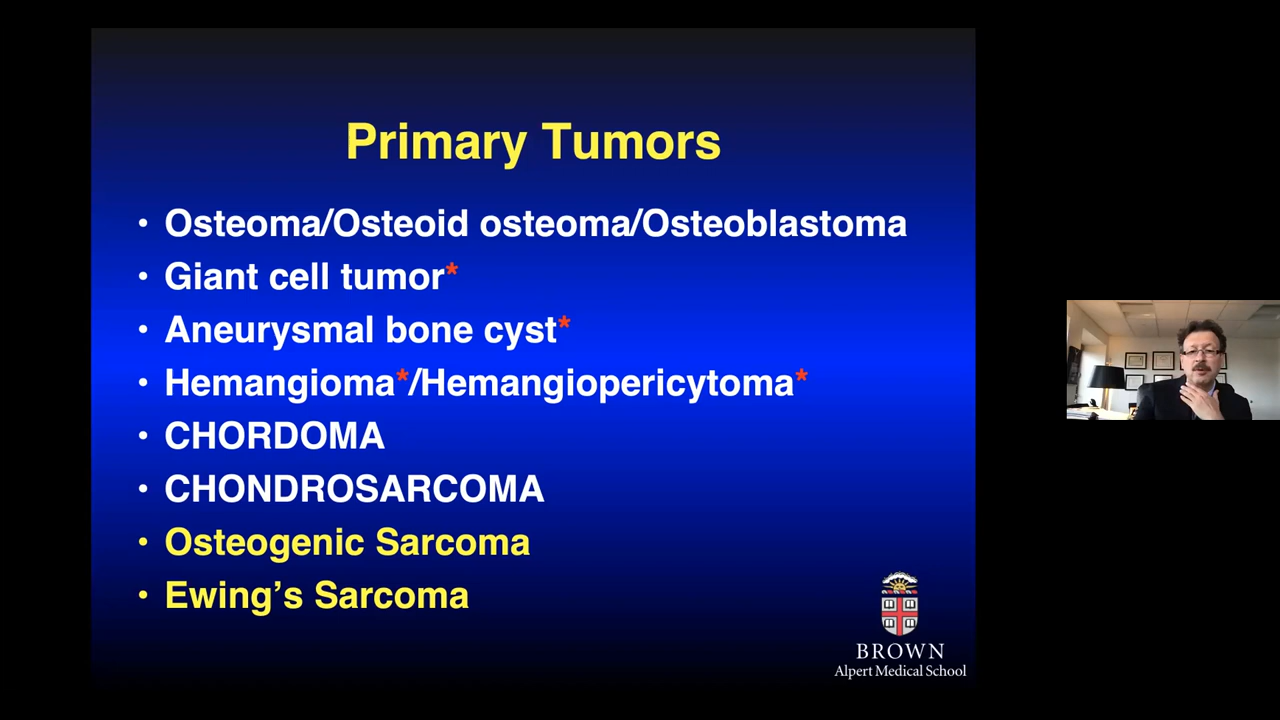 Primary Tumors
• Osteoma/Osteoid osteoma/Osteoblastoma
• Giant cell tumor*
• Aneurysmal bone cyst*
• Hemangioma*/Hemangiopericytoma*
• CHORDOMA
• CHONDROSARCOMA
• Osteogenic Sarcoma
• Ewing’s Sarcoma
BROWN
Alpert Medical School